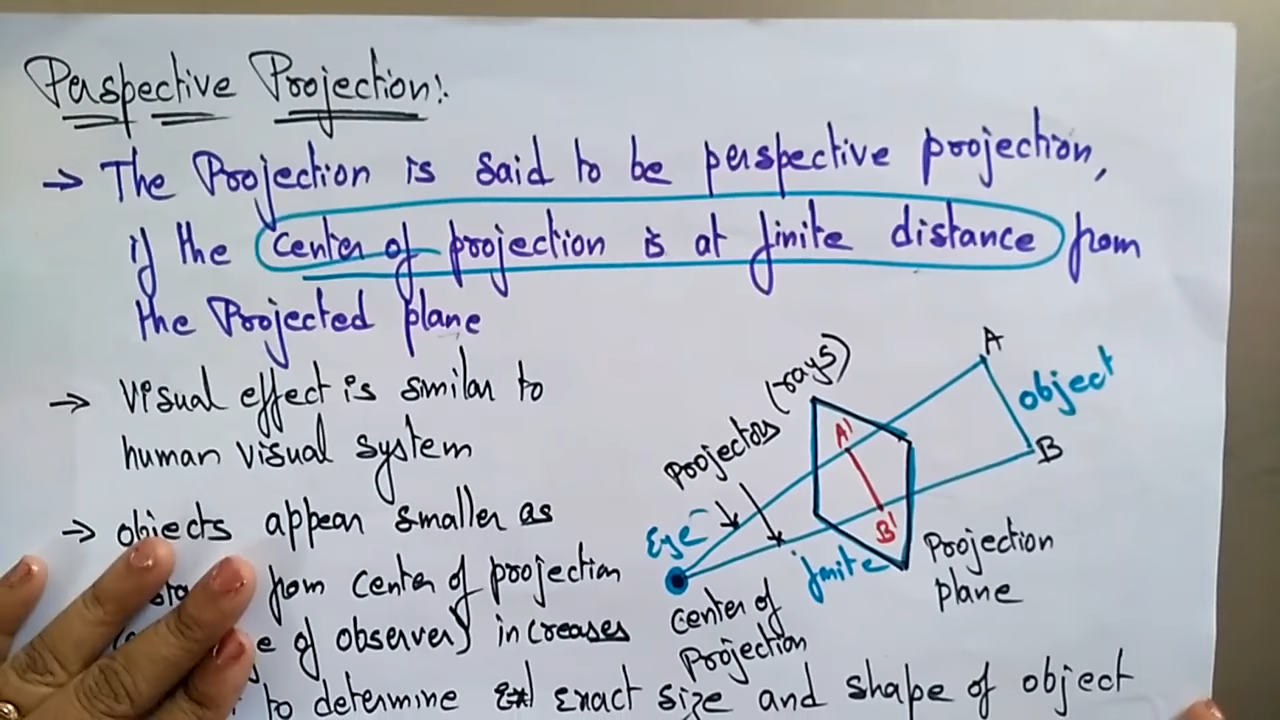 Perspective Projection:
→ The Projection is said to be perspective projection,
if the center of projection is at finite distance from
the Projected plane
→ Visual effect is similar to
human visual system
→ objects appear smaller as
from center of projection
of observer) increases
to determine exact size and shape of object
Projectors (rays)
A
object
B
A'
B'
Eye
finite
Projection
plane
center of
projection